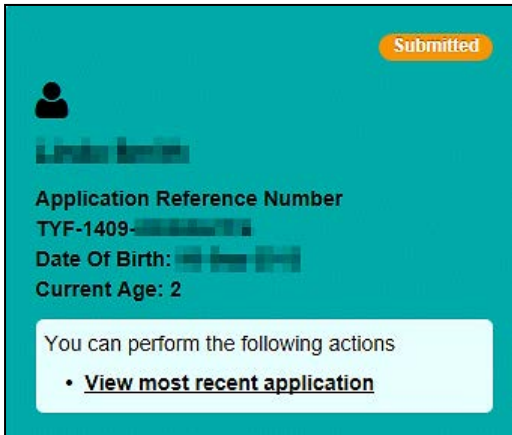 Submitted
Application Reference Number
TYF-1409-
Date Of Birth:
Current Age: 2
You can perform the following actions
• View most recent application